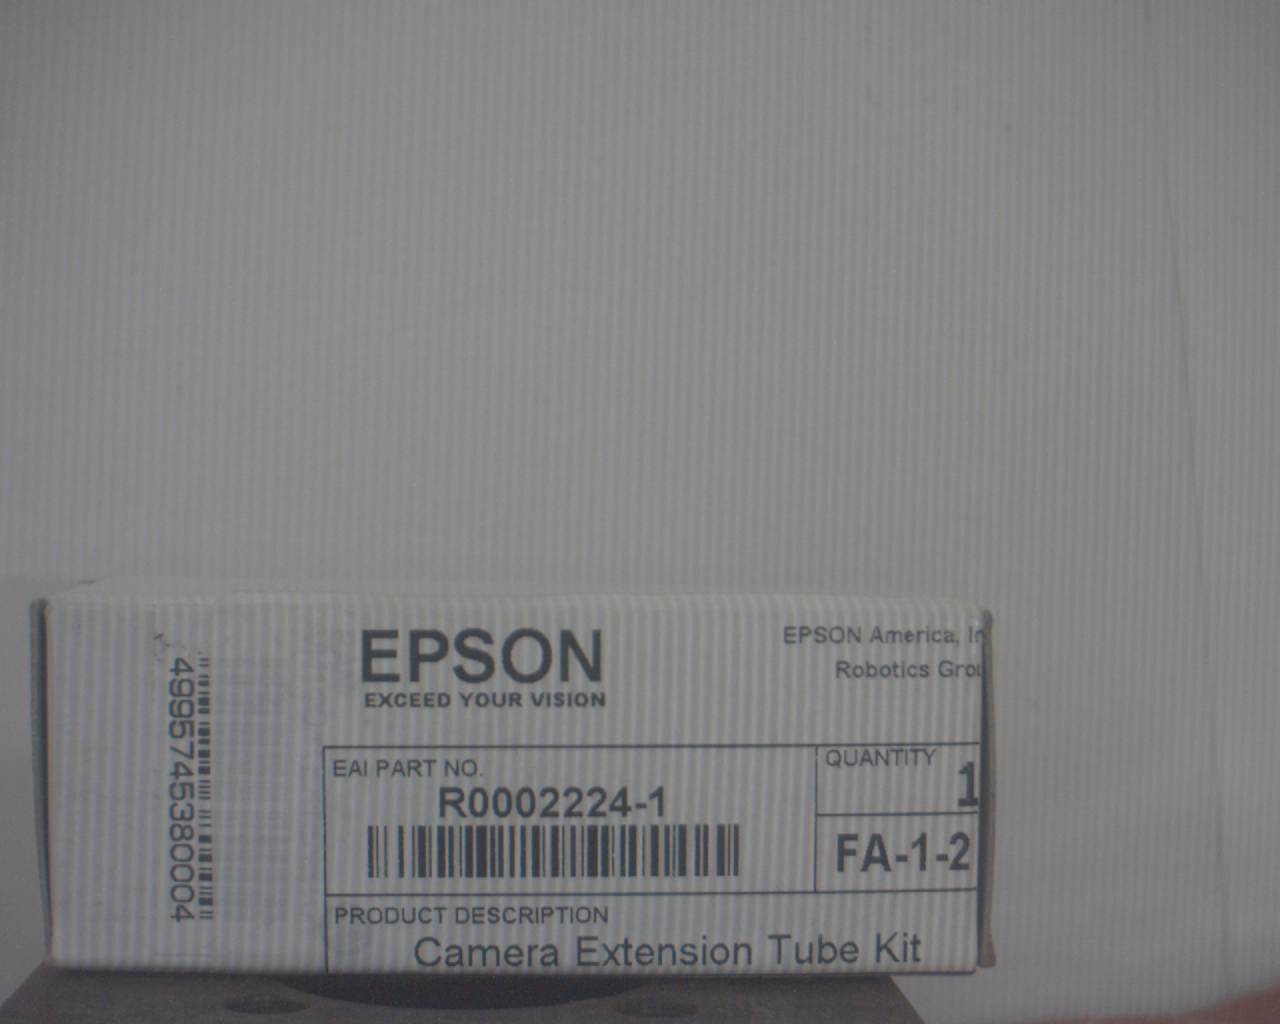 EPSON
EXCEED YOUR VISION
EPSON America, In
Robotics Grou
4995745380004
EAI PART NO.
R0002224-1
QUANTITY
1
FA-1-2
PRODUCT DESCRIPTION
Camera Extension Tube Kit